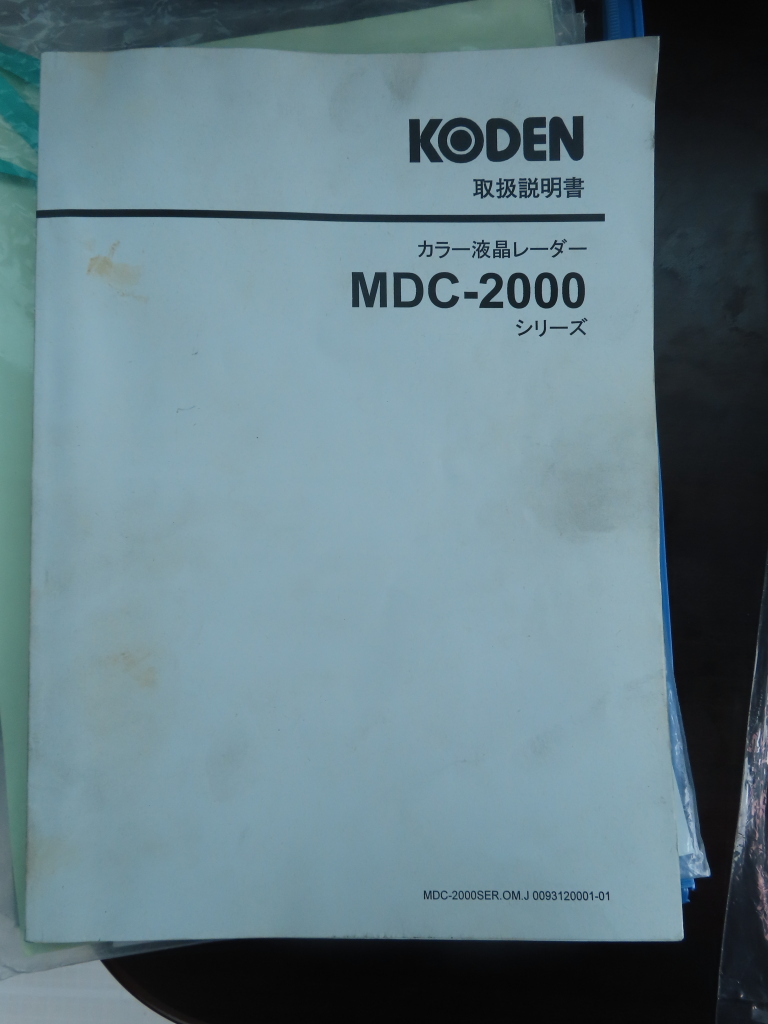 KODEN
取扱説明書
カラー液晶レーダー
MDC-2000
シリーズ
MDC-2000SER.OM.J 0093120001-01